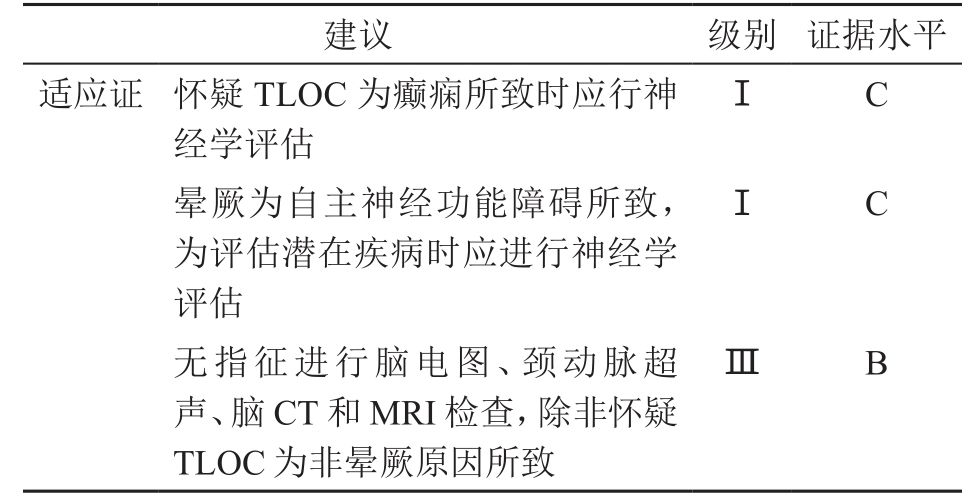 建议 级别 证据水平
适应证 怀疑 TLOC 为癫痫所致时应行神 Ⅰ C
经学评估
晕厥为自主神经功能障碍所致， Ⅰ C
为评估潜在疾病时应进行神经学
评估
无指征进行脑电图、颈动脉超 Ⅲ B
声、脑CT 和 MRI 检查，除非怀疑
TLOC 为非晕厥原因所致